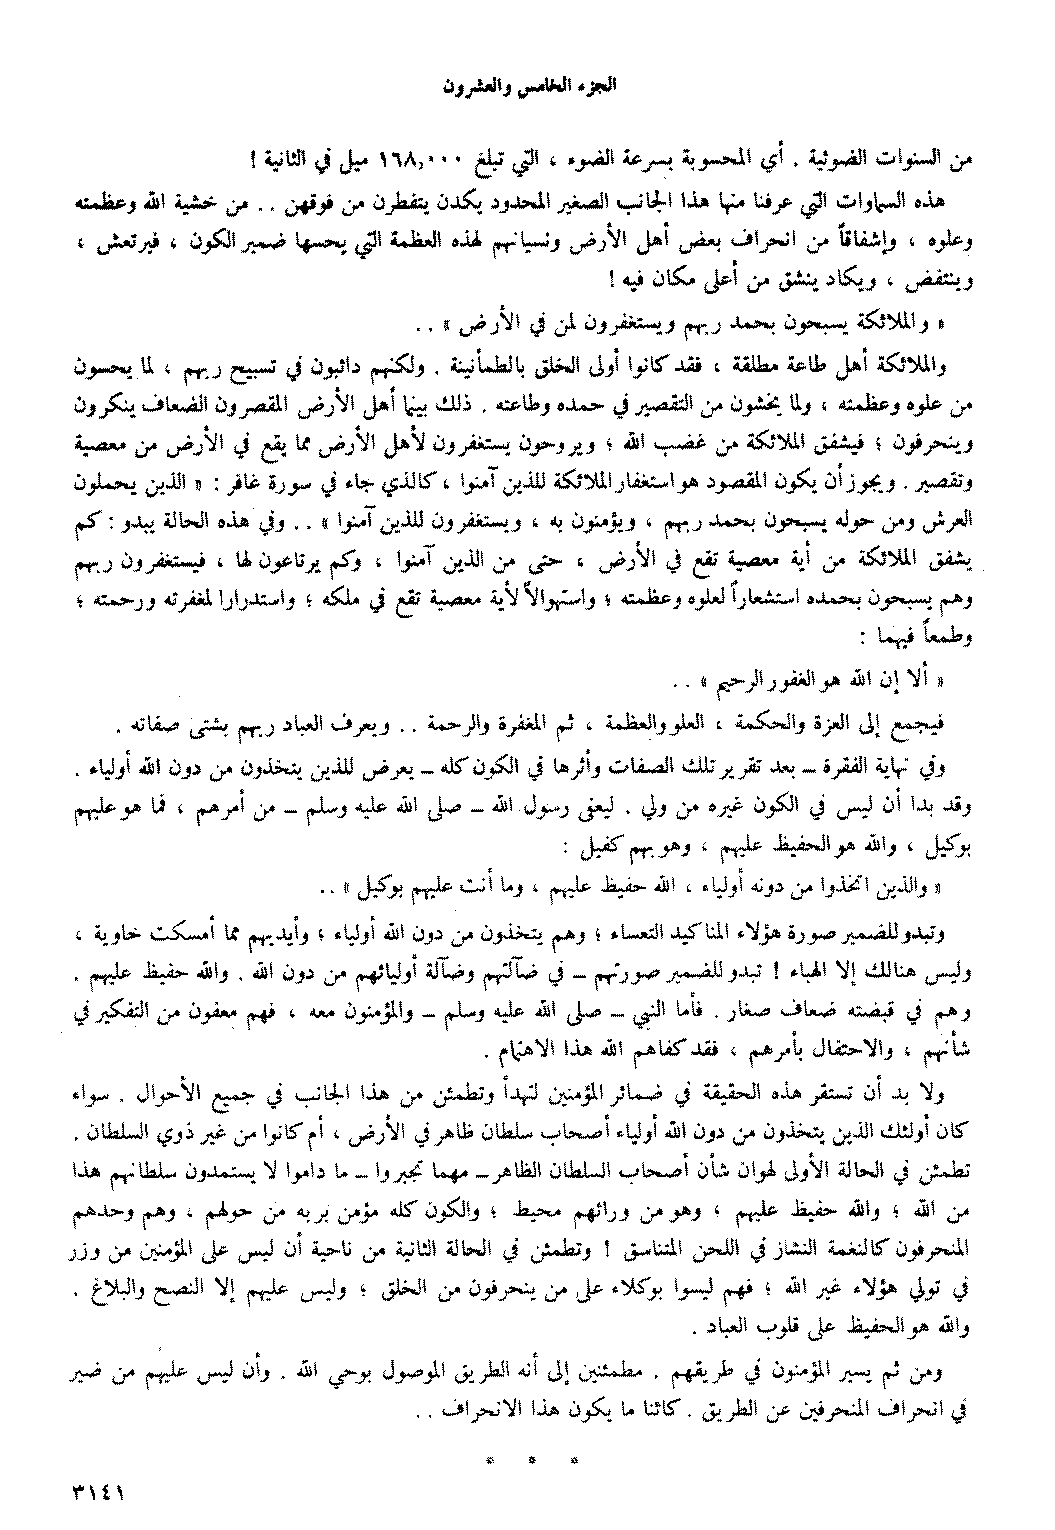 الجزء الخامس والعشرون
من السنوات الضوئية . أي المحسوبة بسرعة الضوء ، التي تبلغ ١٦٨,٠٠٠ ميل في الثانية !
هذه السماوات التي عرفنا منها هذا الجانب الصغير المحدود يكدن يتفطرن من فوقهن .. من خشية الله وعظمته
وعلوه ، وإشفاقاً من انحراف بعض أهل الأرض ونسيانهم لهذه العظمة التي يحسها ضمير الكون ، فيرتعش ،
وينتفض ، ويكاد ينشق من أعلى مكان فيه !
« والملائكة يسبحون بحمد ربهم ويستغفرون لمن في الأرض » ..
والملائكة أهل طاعة مطلقة ، فقد كانوا أولى الخلق بالطمأنينة . ولكنهم دائبون في تسبيح ربهم ، لما يحسون
من علوه وعظمته ، ولما يخشون من التقصير في حمده وطاعته . ذلك بينما أهل الأرض المقصرون الضعاف ينكرون
وينحرفون ؛ فيشفق الملائكة من غضب الله ؛ ويروحون يستغفرون لأهل الأرض مما يقع في الأرض من معصية
وتقصير . ويجوز أن يكون المقصود هو استغفار الملائكة للذين آمنوا ، كالذي جاء في سورة غافر : « الذين يحملون
العرش ومن حوله يسبحون بحمد ربهم ، ويؤمنون به ، ويستغفرون للذين آمنوا » .. وفي هذه الحالة يبدو : كم
يشفق الملائكة من أية معصية تقع في الأرض ، حتى من الذين آمنوا ، وكم يرتاعون لها ، فيستغفرون ربهم
وهم يسبحون بحمده استشعاراً لعلوه وعظمته ؛ واستهوالاً لأية معصية تقع في ملكه ؛ واستدرارا لمغفرته ورحمته ؛
وطمعاً فيهما :
« ألا إن الله هو الغفور الرحيم » ..
فيجمع إلى العزة والحكمة ، العلو والعظمة ، ثم المغفرة والرحمة .. ويعرف العباد ربهم بشتى صفاته .
وفي نهاية الفقرة – بعد تقرير تلك الصفات وأثرها في الكون كله – يعرض للذين يتخذون من دون الله أولياء .
وقد بدا أن ليس في الكون غيره من ولي . ليعفى رسول الله – صلى الله عليه وسلم – من أمرهم ، فما هو عليهم
بوكيل ، والله هو الحفيظ عليهم ، وهو بهم كفيل :
« والذين اتخذوا من دونه أولياء ، الله حفيظ عليهم ، وما أنت عليهم بوكيل » ..
وتبدو للضمير صورة هؤلاء المناكيد التعساء ؛ وهم يتخذون من دون الله أولياء ؛ وأيديهم مما أمسكت خاوية ،
وليس هنالك إلا الهباء ! تبدو للضمير صورتهم – في ضآلتهم وضآلة أوليائهم من دون الله . والله حفيظ عليهم .
وهم في قبضته ضعاف صغار . فأما النبي – صلى الله عليه وسلم – والمؤمنون معه ، فهم معفون من التفكير في
شأنهم ، والاحتفال بأمرهم ، فقد كفاهم الله هذا الاهتمام .
ولا بد أن تستقر هذه الحقيقة في ضمائر المؤمنين لتهدأ وتطمئن من هذا الجانب في جميع الأحوال . سواء
كان أولئك الذين يتخذون من دون الله أولياء أصحاب سلطان ظاهر في الأرض ، أم كانوا من غير ذوي السلطان .
تطمئن في الحالة الأولى لهوان شأن أصحاب السلطان الظاهر – مهما تجبروا – ما داموا لا يستمدون سلطانهم هذا
من الله ؛ والله حفيظ عليهم ؛ وهو من ورائهم محيط ؛ والكون كله مؤمن بربه من حولهم ، وهم وحدهم
المنحرفون كالنغمة النشاز في اللحن المتناسق ! وتطمئن في الحالة الثانية من ناحية أن ليس على المؤمنين من وزر
في تولي هؤلاء غير الله ؛ فهم ليسوا بوكلاء على من ينحرفون من الخلق ؛ وليس عليهم إلا النصح والبلاغ .
والله هو الحفيظ على قلوب العباد .
ومن ثم يسير المؤمنون في طريقهم . مطمئنين إلى أنه الطريق الموصول بوحي الله . وأن ليس عليهم من ضير
في انحراف المنحرفين عن الطريق . كائنا ما يكون هذا الانحراف ..
* * *
٣١٤١